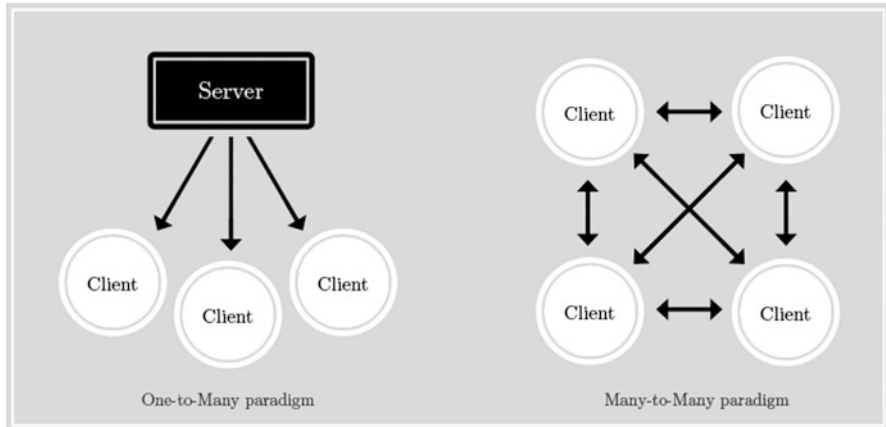 Server
Client
Client
Client
One-to-Many paradigm
Client
Client
Client
Client
Many-to-Many paradigm